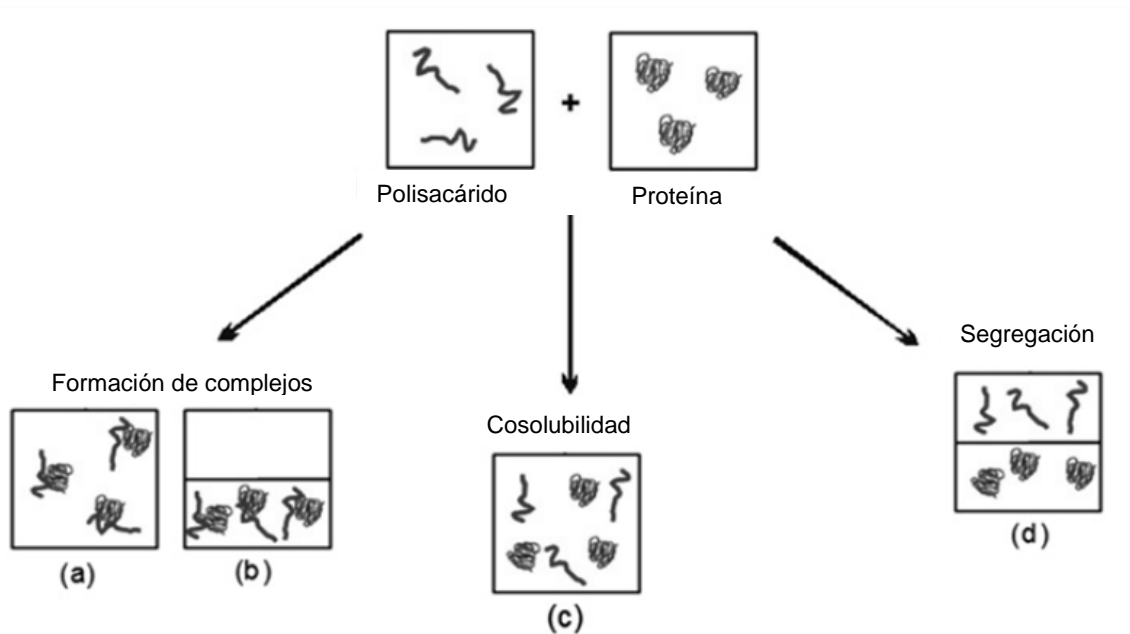 +
Polisacárido
Proteína
Formación de complejos
Cosolubilidad
Segregación
(a)
(b)
(c)
(d)